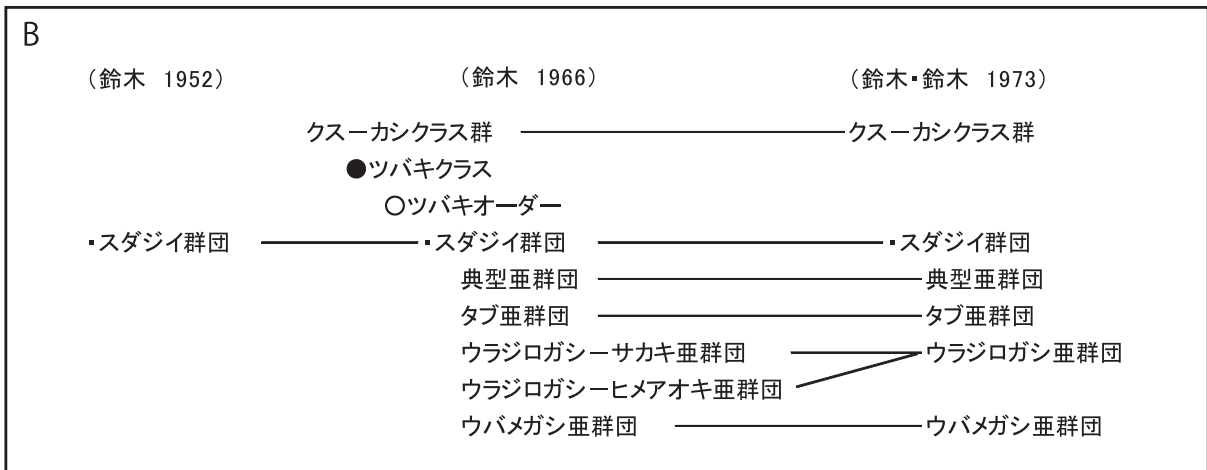 B
(鈴木 1952) (鈴木 1966) (鈴木・鈴木 1973)
クスーカシクラス群 クスーカシクラス群
●ツバキクラス
○ツバキオーダー
・スダジイ群団 ・スダジイ群団 ・スダジイ群団
典型亜群団 典型亜群団
タブ亜群団 タブ亜群団
ウラジロガシーサカキ亜群団 ウラジロガシ亜群団
ウラジロガシーヒメアオキ亜群団
ウバメガシ亜群団 ウバメガシ亜群団